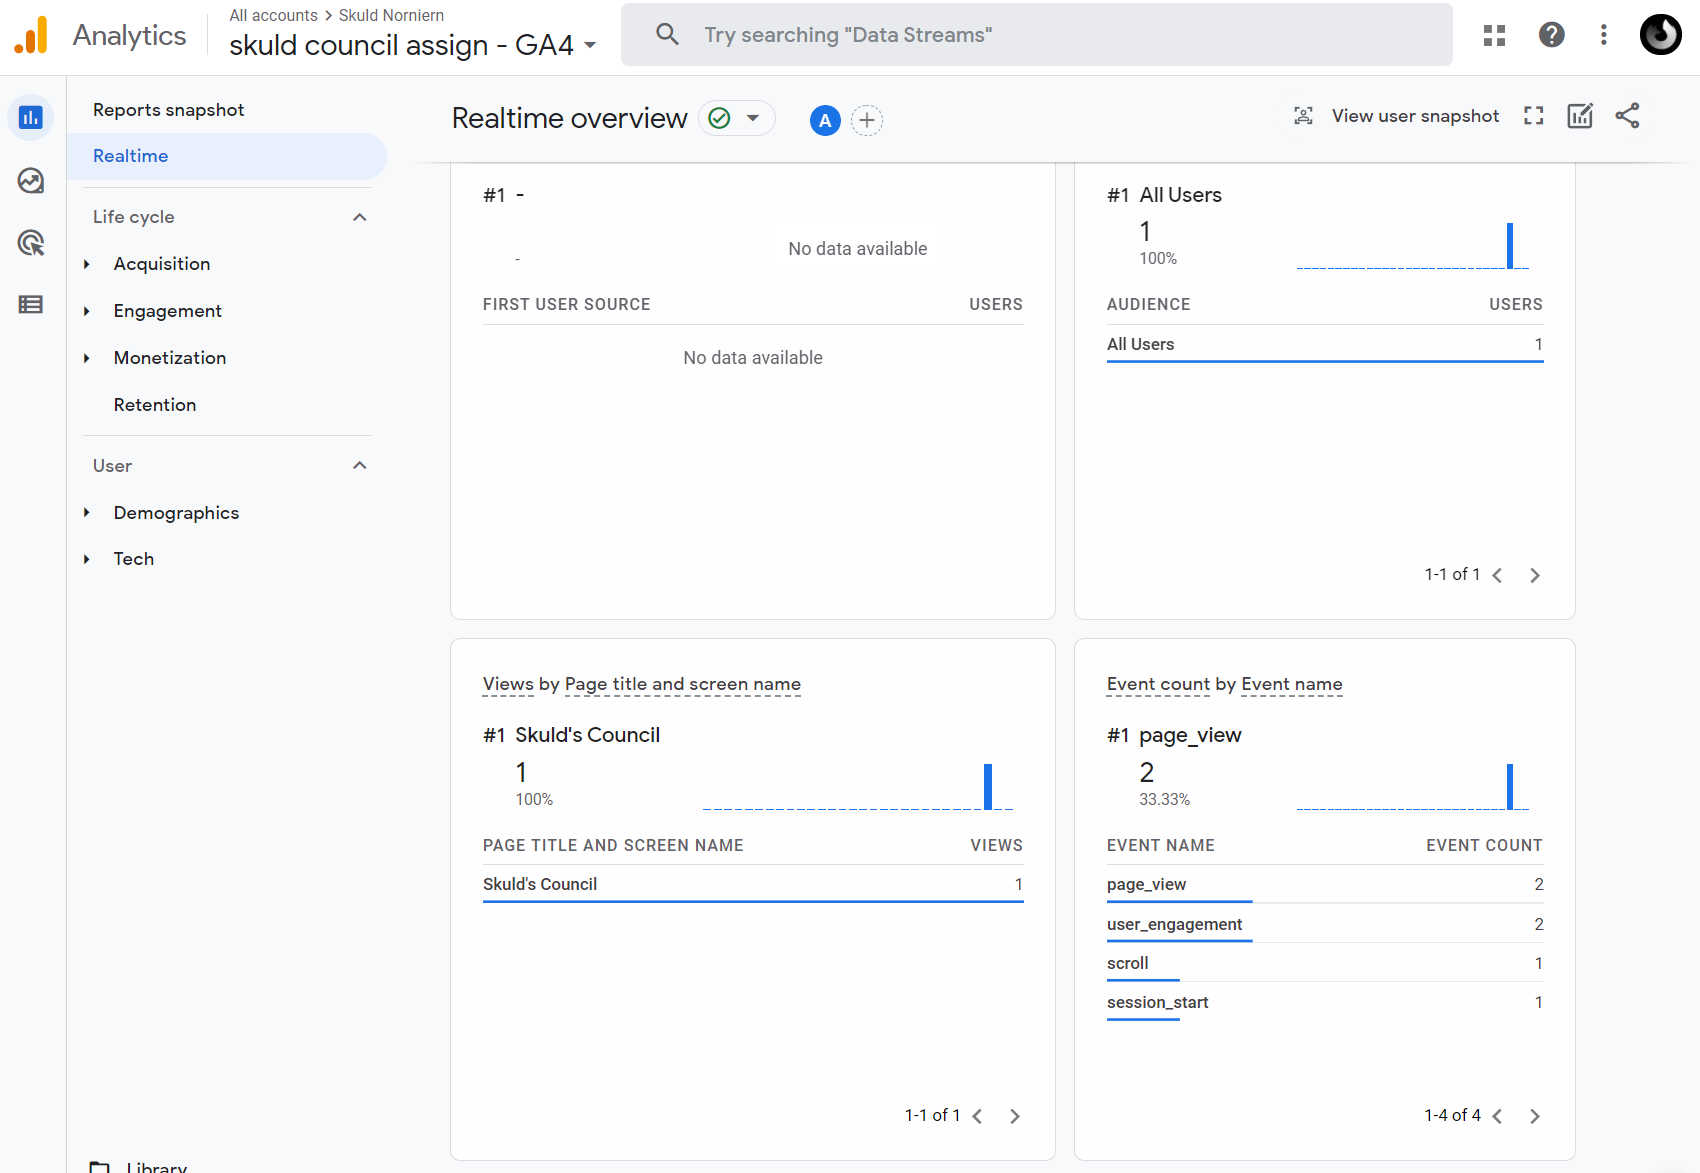 Analytics
All accounts > Skuld Norniern
skuld council assign - GA4
Try searching "Data Streams"
Reports snapshot
Realtime
Life cycle
Acquisition
Engagement
Monetization
Retention
User
Demographics
Tech
Library
Realtime overview
A
View user snapshot
#1 -
-
No data available
FIRST USER SOURCE USERS
No data available
#1 All Users
1
100%
AUDIENCE USERS
All Users 1
1-1 of 1
Views by Page title and screen name
#1 Skuld's Council
1
100%
PAGE TITLE AND SCREEN NAME VIEWS
Skuld's Council 1
1-1 of 1
Event count by Event name
#1 page_view
2
33.33%
EVENT NAME EVENT COUNT
page_view 2
user_engagement 2
scroll 1
session_start 1
1-4 of 4